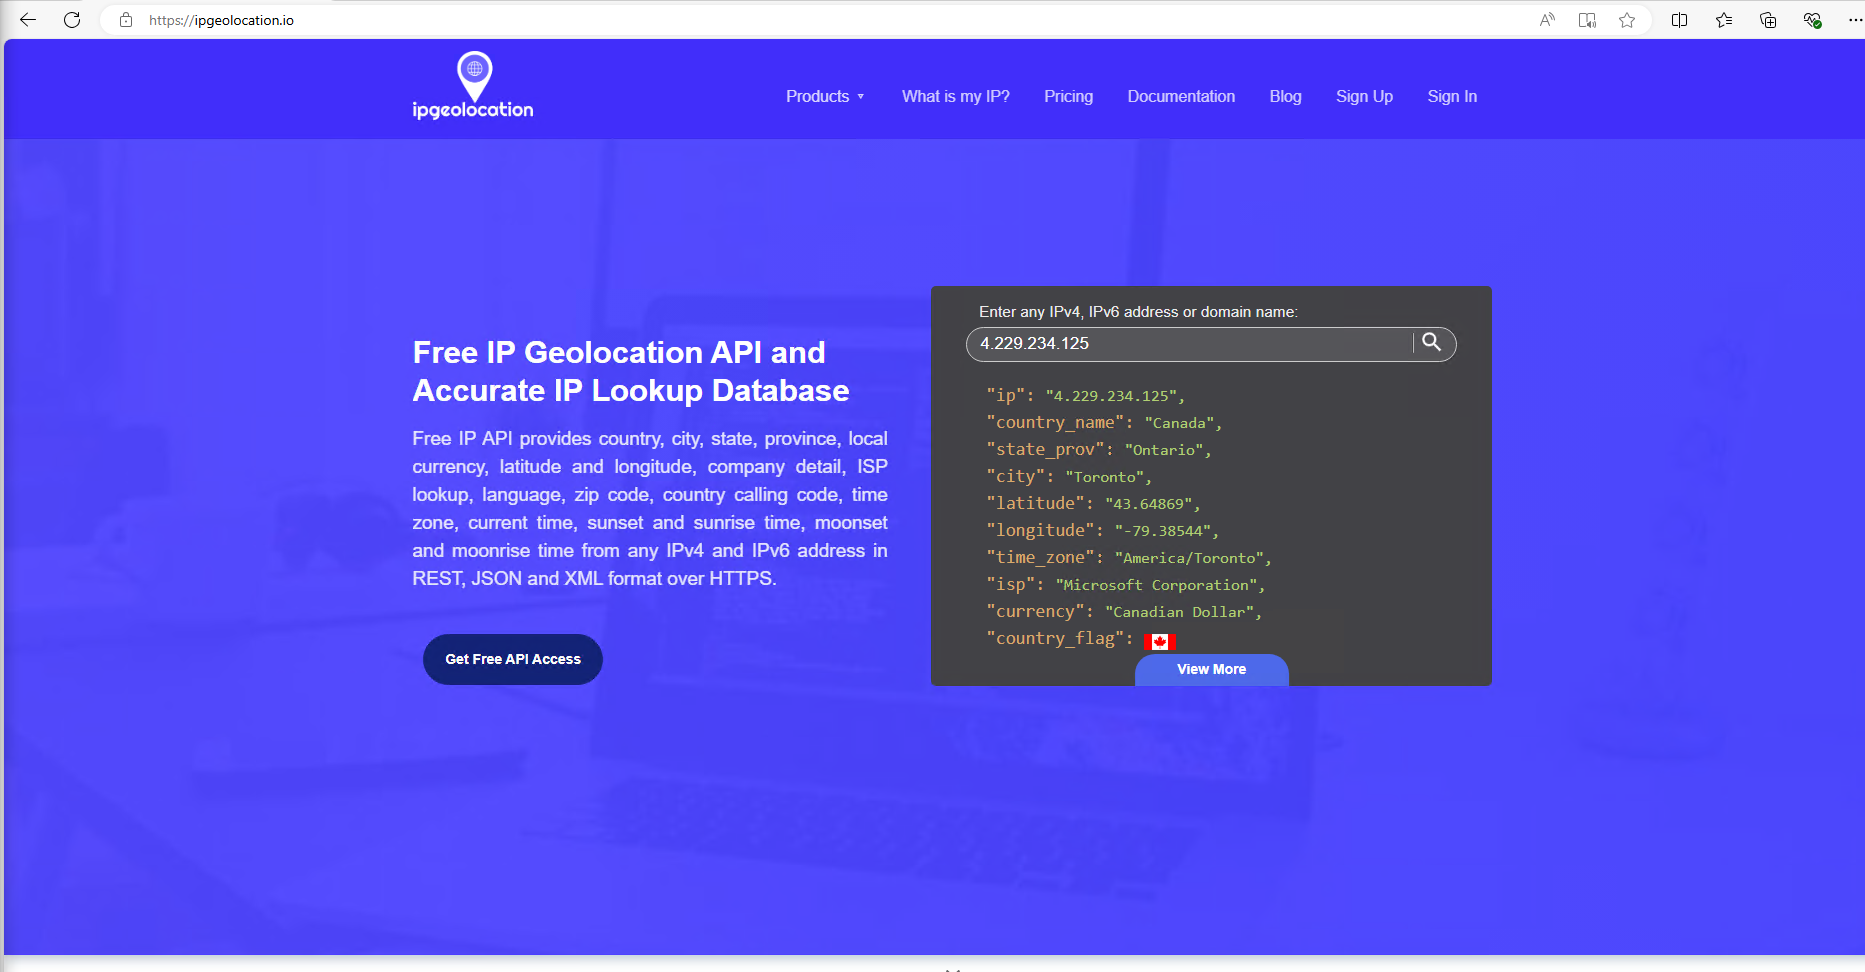 https://ipgeolocation.io
ipgeolocation
Products ▾ What is my IP? Pricing Documentation Blog Sign Up Sign In
Free IP Geolocation API and
Accurate IP Lookup Database
Free IP API provides country, city, state, province, local
currency, latitude and longitude, company detail, ISP
lookup, language, zip code, country calling code, time
zone, current time, sunset and sunrise time, moonset
and moonrise time from any IPv4 and IPv6 address in
REST, JSON and XML format over HTTPS.
Get Free API Access
Enter any IPv4, IPv6 address or domain name:
4.229.234.125
"ip": "4.229.234.125",
"country_name": "Canada",
"state_prov": "Ontario",
"city": "Toronto",
"latitude": "43.64869",
"longitude": "-79.38544",
"time_zone": "America/Toronto",
"isp": "Microsoft Corporation",
"currency": "Canadian Dollar",
"country_flag":
View More